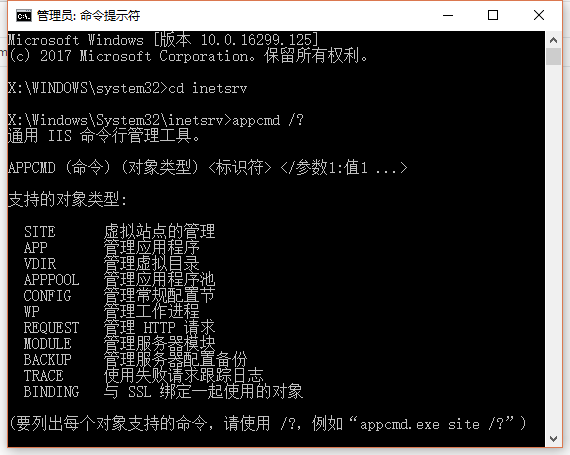 管理员: 命令提示符
Microsoft Windows [版本 10.0.16299.125]
(c) 2017 Microsoft Corporation。保留所有权利。
X:\WINDOWS\system32>cd inetsrv
X:\Windows\System32\inetsrv>appcmd /?
通用 IIS 命令行管理工具。
APPCMD (命令) (对象类型) <标识符> </参数1:值1 ...>
支持的对象类型:
SITE 虚拟站点的管理
APP 管理应用程序
VDIR 管理虚拟目录
APPPOOL 管理应用程序池
CONFIG 管理常规配置节
WP 管理工作进程
REQUEST 管理 HTTP 请求
MODULE 管理服务器模块
BACKUP 管理服务器配置备份
TRACE 使用失败请求跟踪日志
BINDING 与 SSL 绑定一起使用的对象
(要列出每个对象支持的命令，请使用 /?，例如“appcmd.exe site /?”)